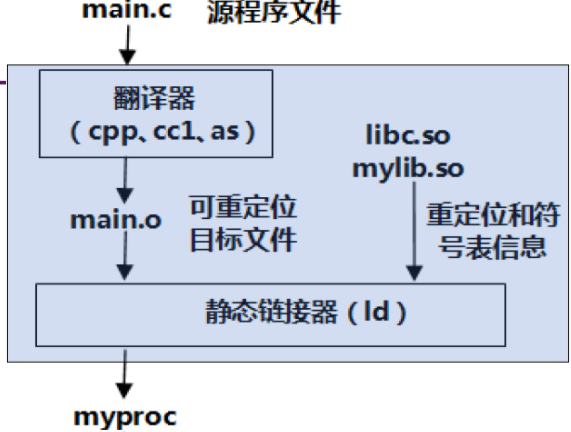 main.c 源程序文件
翻译器
（cpp、cc1、as）
libc.so
mylib.so
main.o
可重定位
目标文件
重定位和符
号表信息
静态链接器（ld）
myproc